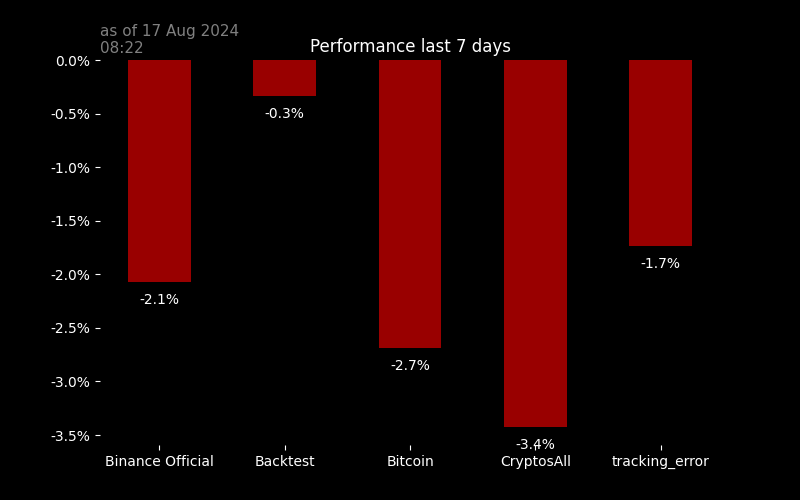 as of 17 Aug 2024
08:22
Performance last 7 days
0.0%
-0.5%
-1.0%
-1.5%
-2.0%
-2.5%
-3.0%
-3.5%
-2.1%
-0.3%
-2.7%
-3.4%
-1.7%
Binance Official
Backtest
Bitcoin
CryptosAll
tracking_error